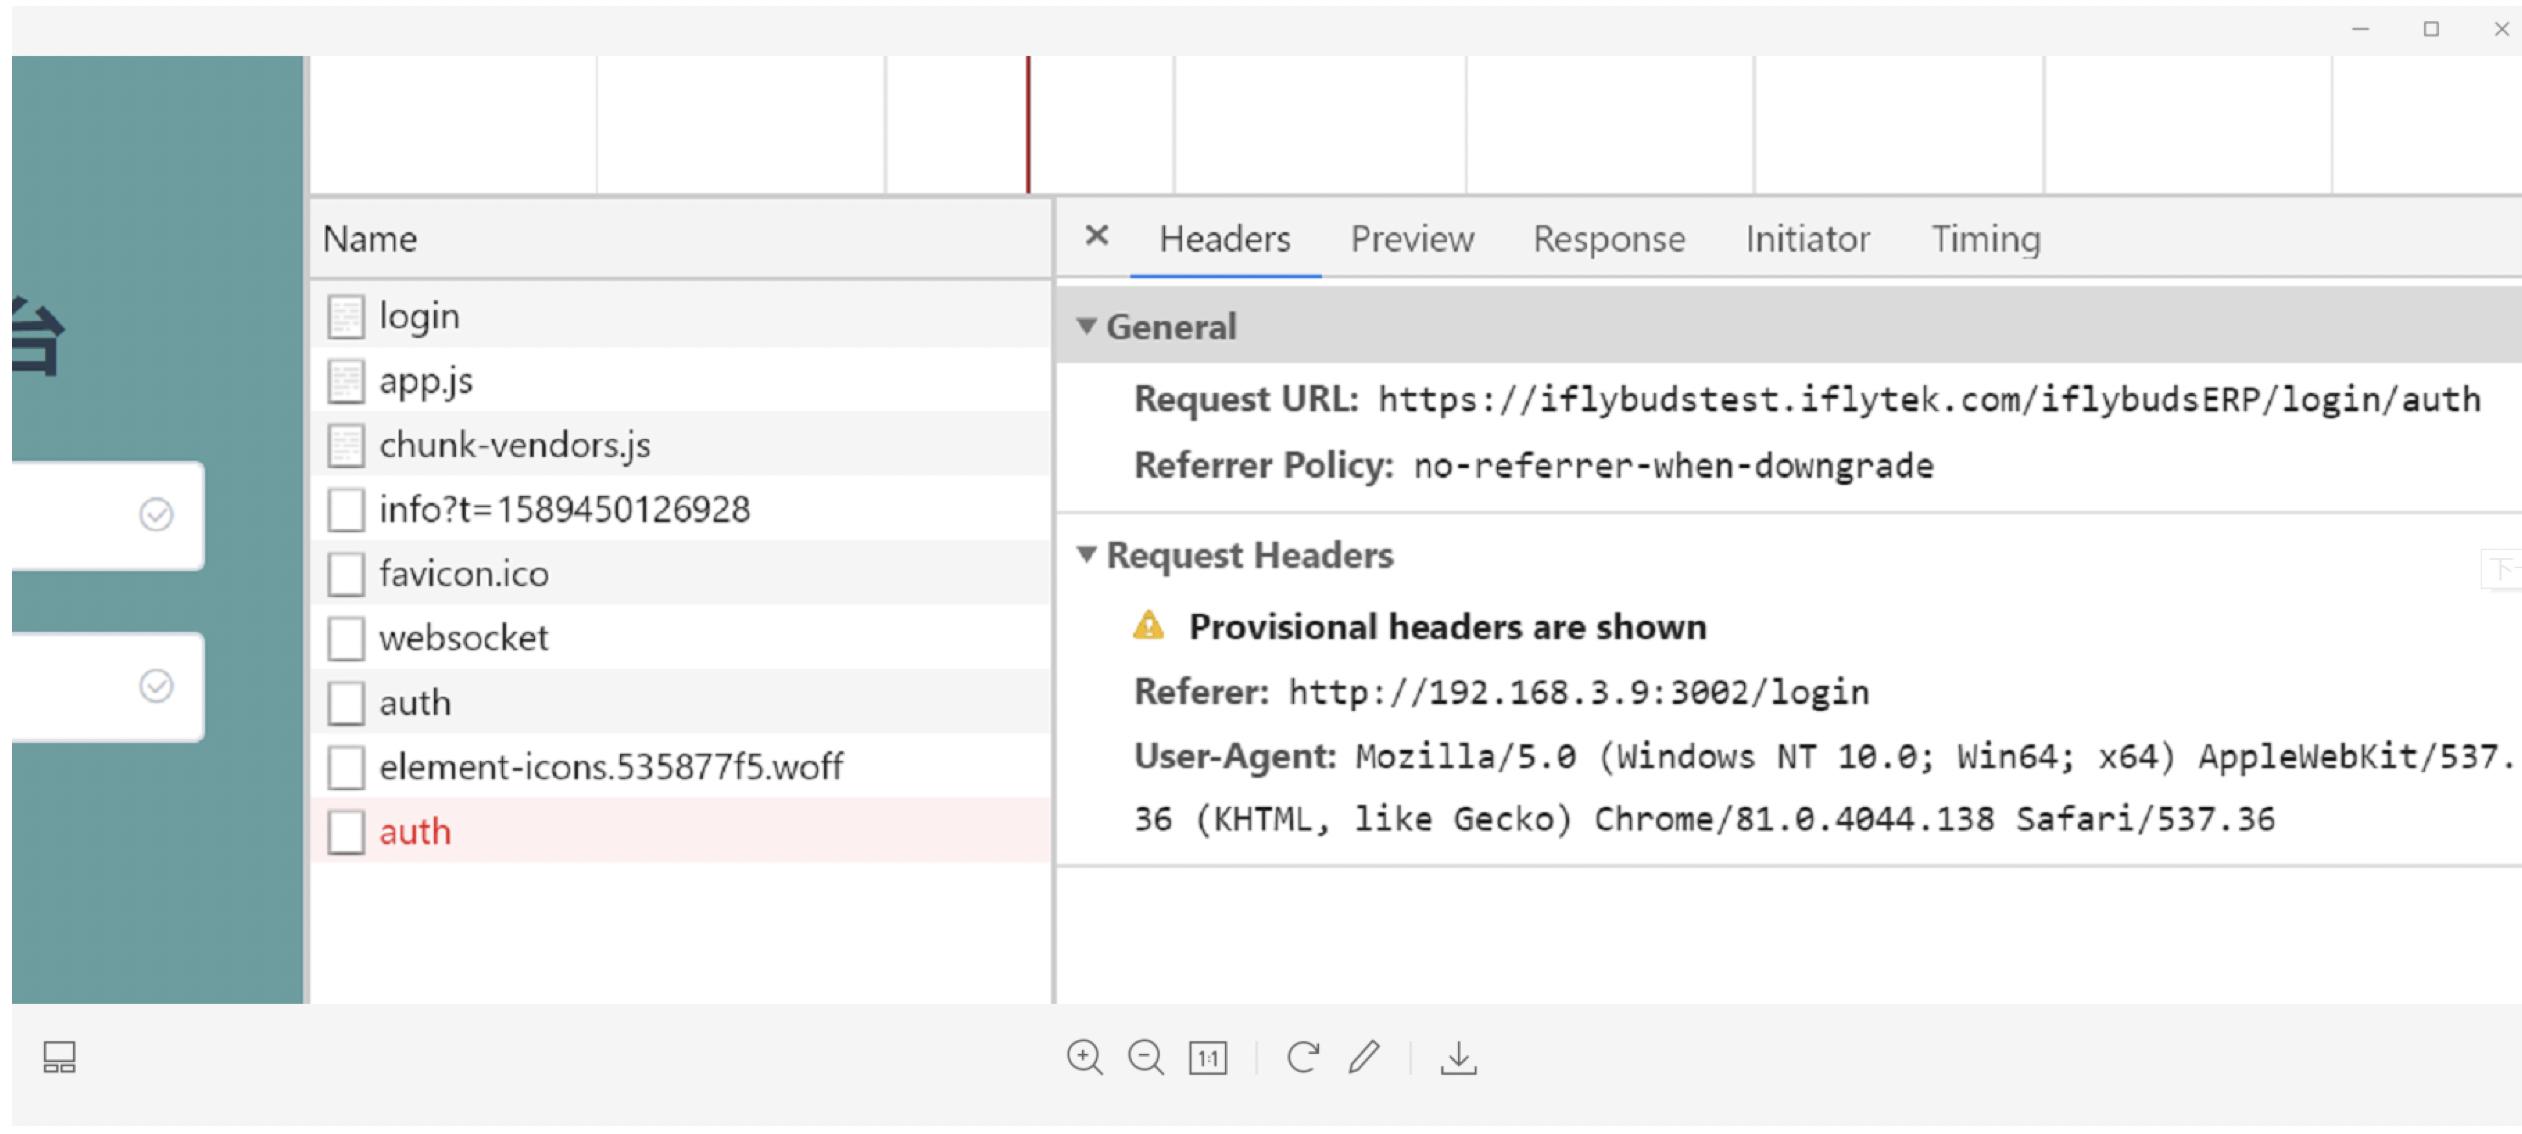 台
Name
login
app.js
chunk-vendors.js
info?t=1589450126928
favicon.ico
websocket
auth
element-icons.535877f5.woff
auth
Headers Preview Response Initiator Timing
General
Request URL: https://iflybudstest.iflytek.com/iflybudsERP/login/auth
Referrer Policy: no-referrer-when-downgrade
Request Headers
Provisional headers are shown
Referer: http://192.168.3.9:3002/login
User-Agent: Mozilla/5.0 (Windows NT 10.0; Win64; x64) AppleWebKit/537.
36 (KHTML, like Gecko) Chrome/81.0.4044.138 Safari/537.36
下一
1:1